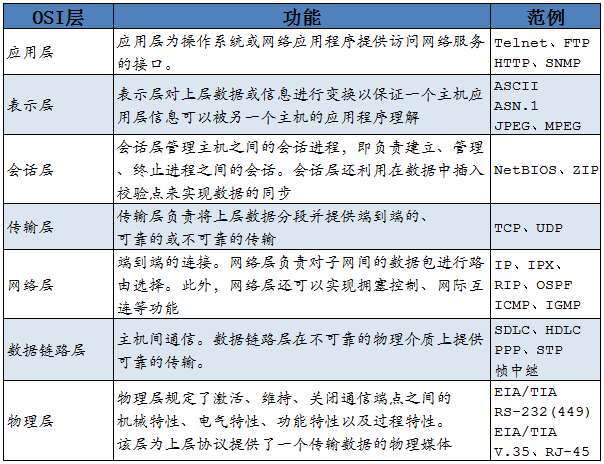 OSI层 功能 范例
应用层
应用层为操作系统或网络应用程序提供访问网络服务
的接口。
Telnet、FTP
HTTP、SNMP
表示层
表示层对上层数据或信息进行变换以保证一个主机应
用层信息可以被另一个主机的应用程序理解
ASCII
ASN.1
JPEG、MPEG
会话层
会话层管理主机之间的会话进程，即负责建立、管理
、终止进程之间的会话。会话层还利用在数据中插入
校验点来实现数据的同步
NetBIOS、ZIP
传输层
传输层负责将上层数据分段并提供端到端的、
可靠的或不可靠的传输
TCP、UDP
网络层
端到端的连接。网络层负责对子网间的数据包进行路
由选择。此外，网络层还可以实现拥塞控制、网际互
连等功能
IP、IPX、
RIP、OSPF
ICMP、IGMP
数据链路层
主机间通信。数据链路层在不可靠的物理介质上提供
可靠的传输。
SDLC、HDLC
PPP、STP
帧中继
物理层
物理层规定了激活、维持、关闭通信端点之间的
机械特性、电气特性、功能特性以及过程特性。
该层为上层协议提供了一个传输数据的物理媒体
EIA/TIA
RS-232(449)
EIA/TIA
V.35、RJ-45